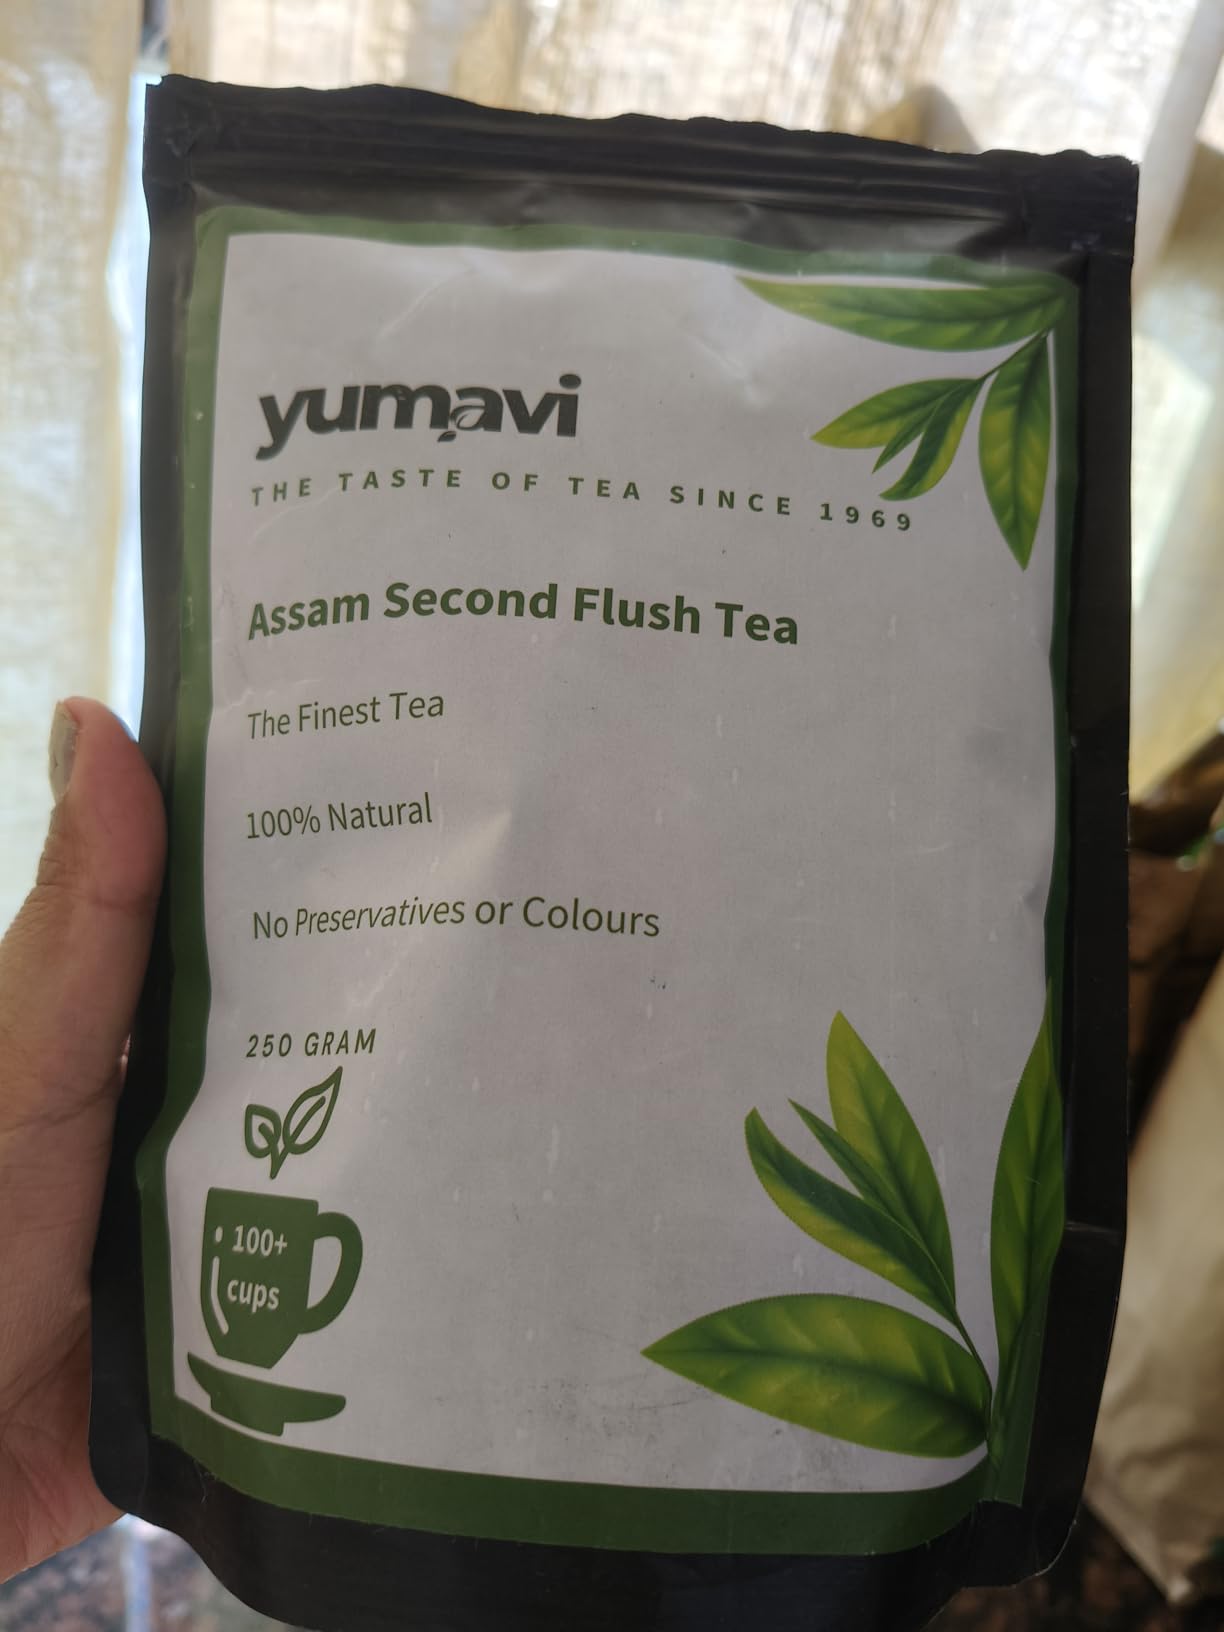 yumavi
THE TASTE OF TEA SINCE 1969
Assam Second Flush Tea
The Finest Tea
100% Natural
No Preservatives or Colours
250 GRAM
100+
cups